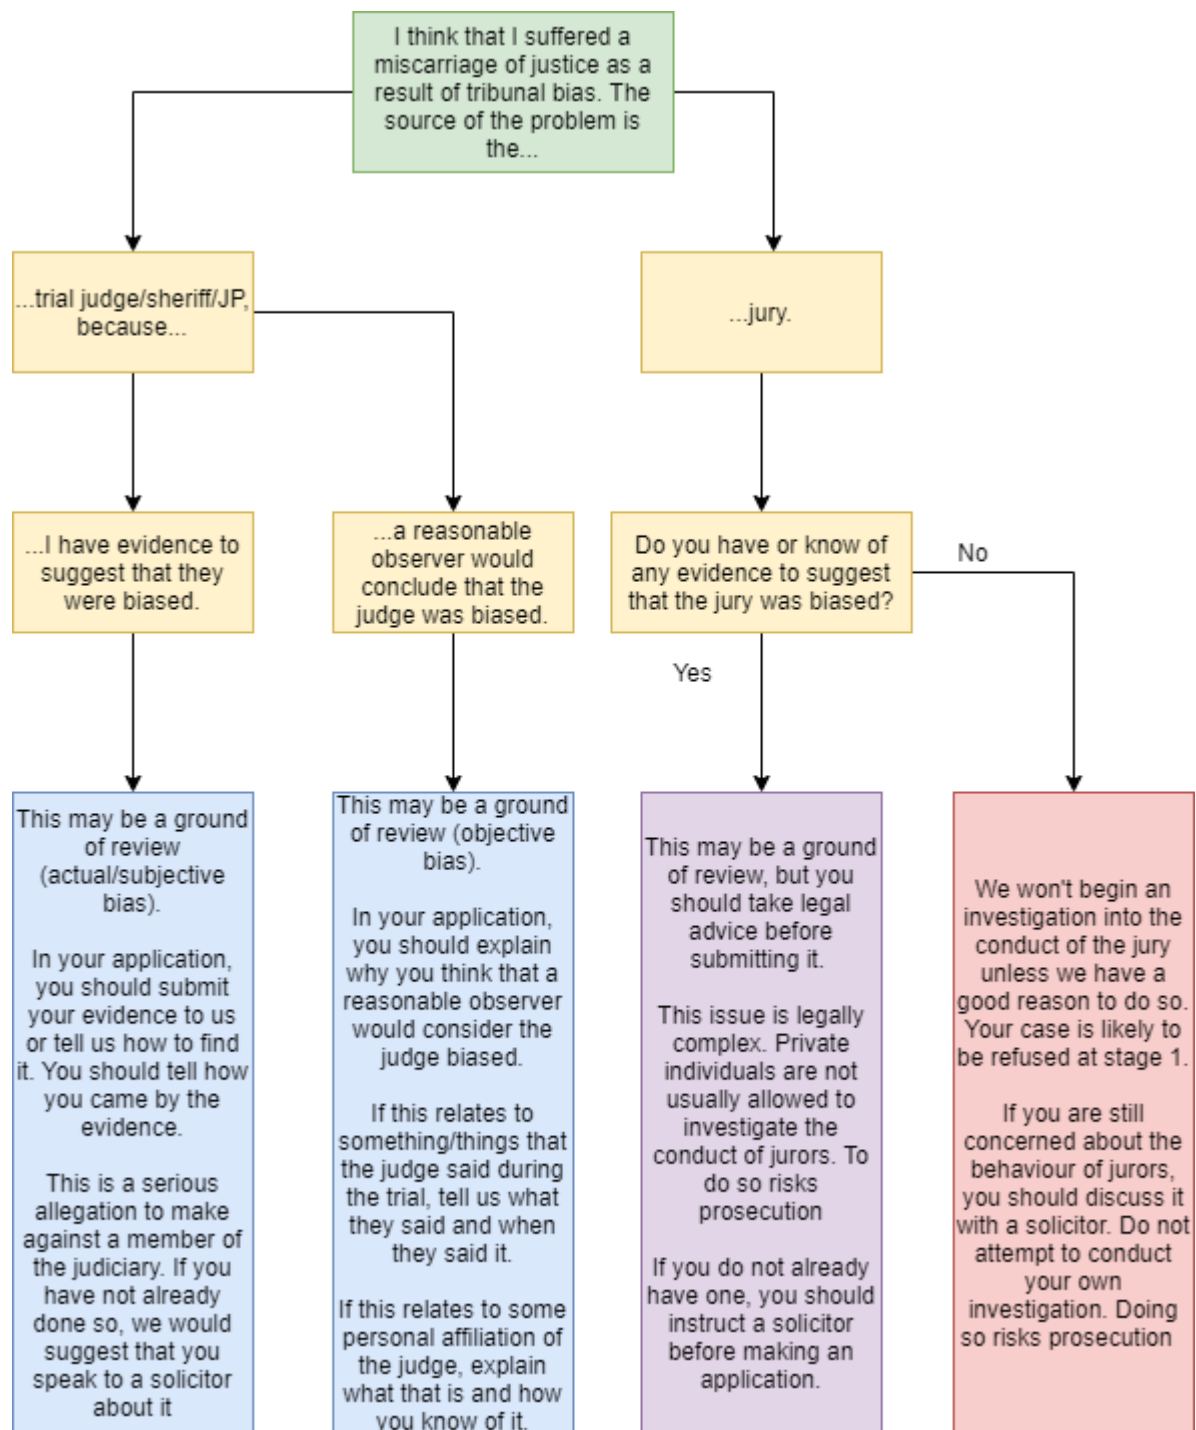 I think that I suffered a
miscarriage of justice as a
result of tribunal bias. The
source of the problem is
the...
...trial judge/sheriff/JP,
because...
...jury.
...I have evidence to
suggest that they
were biased.
...a reasonable
observer would
conclude that the
judge was biased.
Do you have or know of
any evidence to suggest
that the jury was biased?
No
Yes
This may be a ground
of review
(actual/subjective
bias).
In your application,
you should submit
your evidence to us
or tell us how to find
it. You should tell how
you came by the
evidence.
This is a serious
allegation to make
against a member of
the judiciary. If you
have not already
done so, we would
suggest that you
speak to a solicitor
about it
This may be a ground
of review (objective
bias).
In your application,
you should explain
why you think that a
reasonable observer
would consider the
judge biased.
If this relates to
something/things that
the judge said during
the trial, tell us what
they said and when
they said it.
If this relates to some
personal affiliation of
the judge, explain
what that is and how
you know of it.
This may be a ground
of review, but you
should take legal
advice before
submitting it.
This issue is legally
complex. Private
individuals are not
usually allowed to
investigate the
conduct of jurors. To
do so risks
prosecution
If you do not already
have one, you should
instruct a solicitor
before making an
application.
We won't begin an
investigation into the
conduct of the jury
unless we have a
good reason to do so.
Your case is likely to
be refused at stage 1.
If you are still
concerned about the
behaviour of jurors,
you should discuss it
with a solicitor. Do not
attempt to conduct
your own
investigation. Doing
so risks prosecution